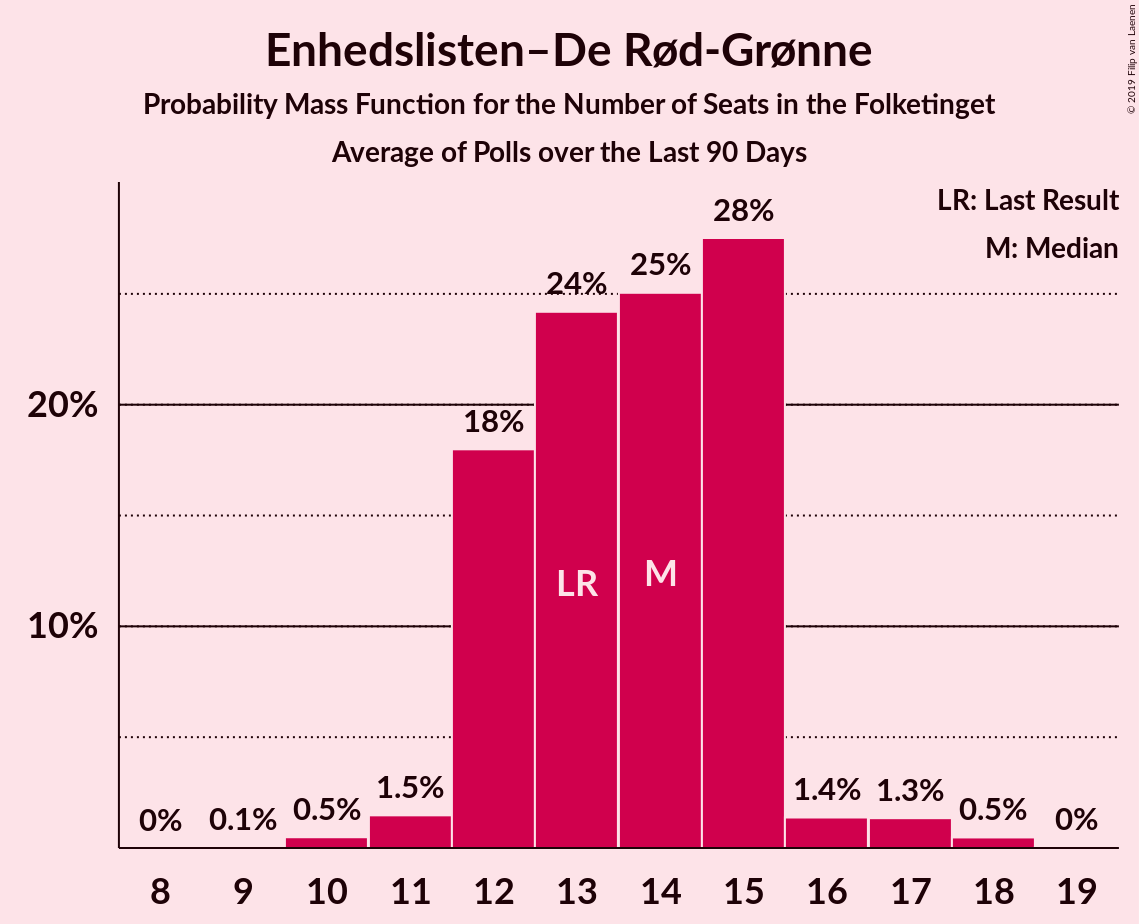 Enhedslisten–De Rød-Grønne
Probability Mass Function for the Number of Seats in the Folketinget
Average of Polls over the Last 90 Days
© 2019 Filip van Laenen
LR: Last Result
M: Median
28%
25%
24%
20%
18%
LR
M
10%
0%
0.1%
0.5%
1.5%
1.4%
1.3%
0.5%
0%
8 9 10 11 12 13 14 15 16 17 18 19